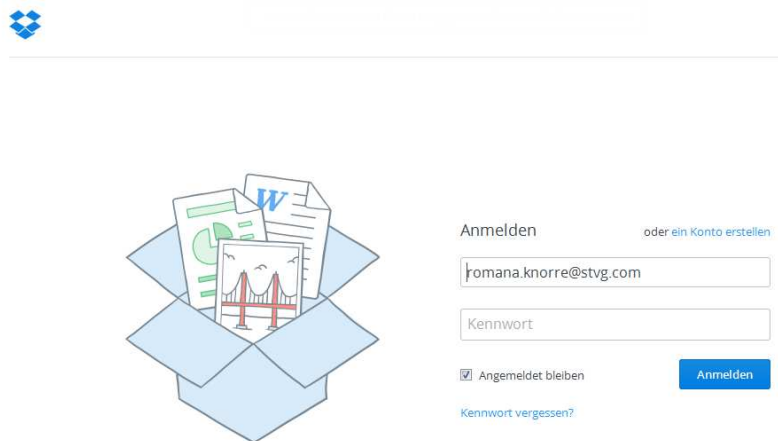 W
Anmelden
oder ein Konto erstellen
romana.knorre@stvg.com
Kennwort
Angemeldet bleiben
Anmelden
Kennwort vergessen?